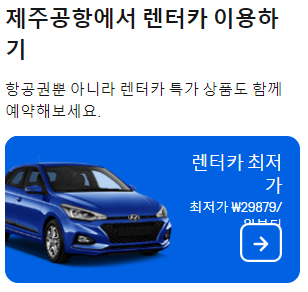 제주공항에서 렌터카 이용하
기
항공권뿐 아니라 렌터카 특가 상품도 함께
예약해보세요.
렌터카 최저
가
최저가 ₩29879/